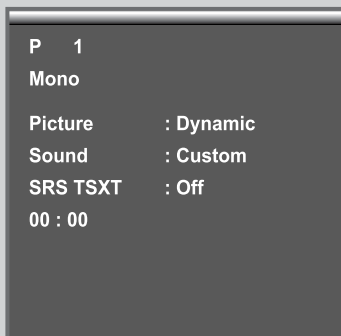 P 1
Mono
Picture : Dynamic
Sound : Custom
SRS TSXT : Off
00 : 00